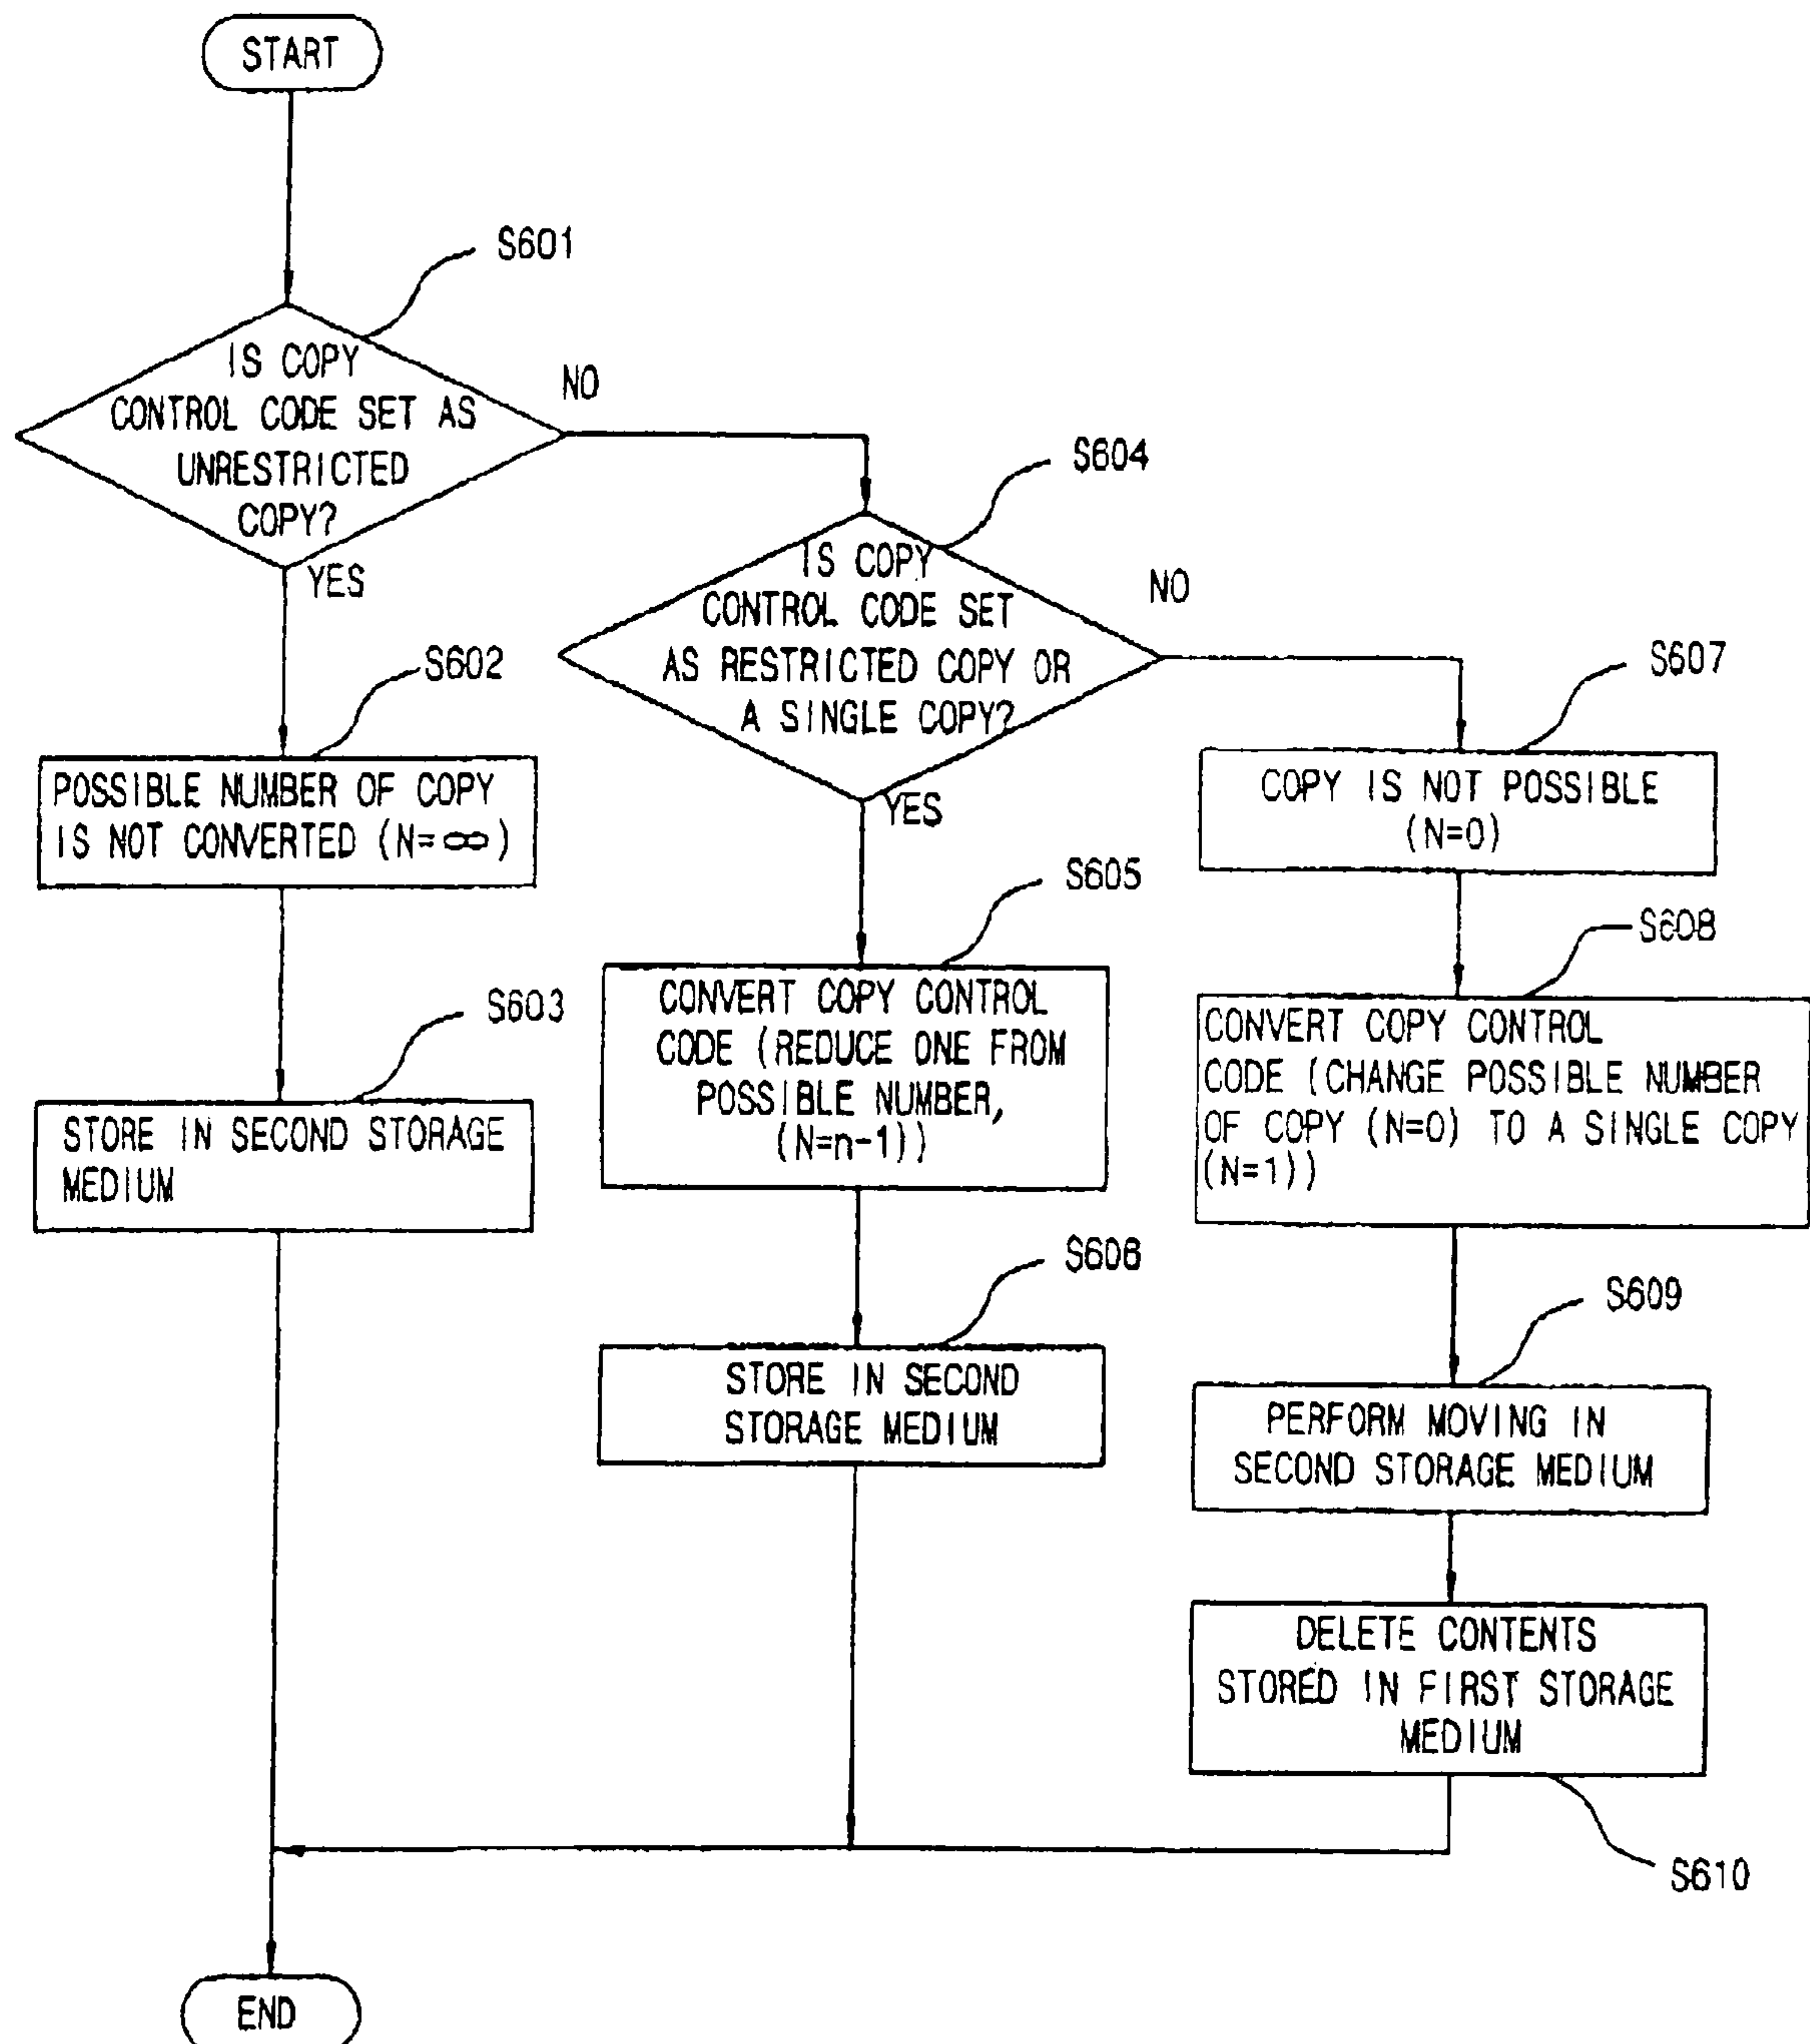 START
S601
IS COPY
CONTROL CODE SET AS
UNRESTRICTED
COPY?
NO
YES
S604
IS COPY
CONTROL CODE SET
AS RESTRICTED COPY OR
A SINGLE COPY?
NO
YES
S602
POSSIBLE NUMBER OF COPY
IS NOT CONVERTED (N=∞)
S607
COPY IS NOT POSSIBLE
(N=0)
S605
CONVERT COPY CONTROL
CODE (REDUCE ONE FROM
POSSIBLE NUMBER,
(N=n-1))
S608
CONVERT COPY CONTROL
CODE (CHANGE POSSIBLE NUMBER
OF COPY (N=0) TO A SINGLE COPY
(N=1))
S603
STORE IN SECOND STORAGE
MEDIUM
S606
STORE IN SECOND
STORAGE MEDIUM
S609
PERFORM MOVING IN
SECOND STORAGE MEDIUM
DELETE CONTENTS
STORED IN FIRST STORAGE
MEDIUM
S610
END